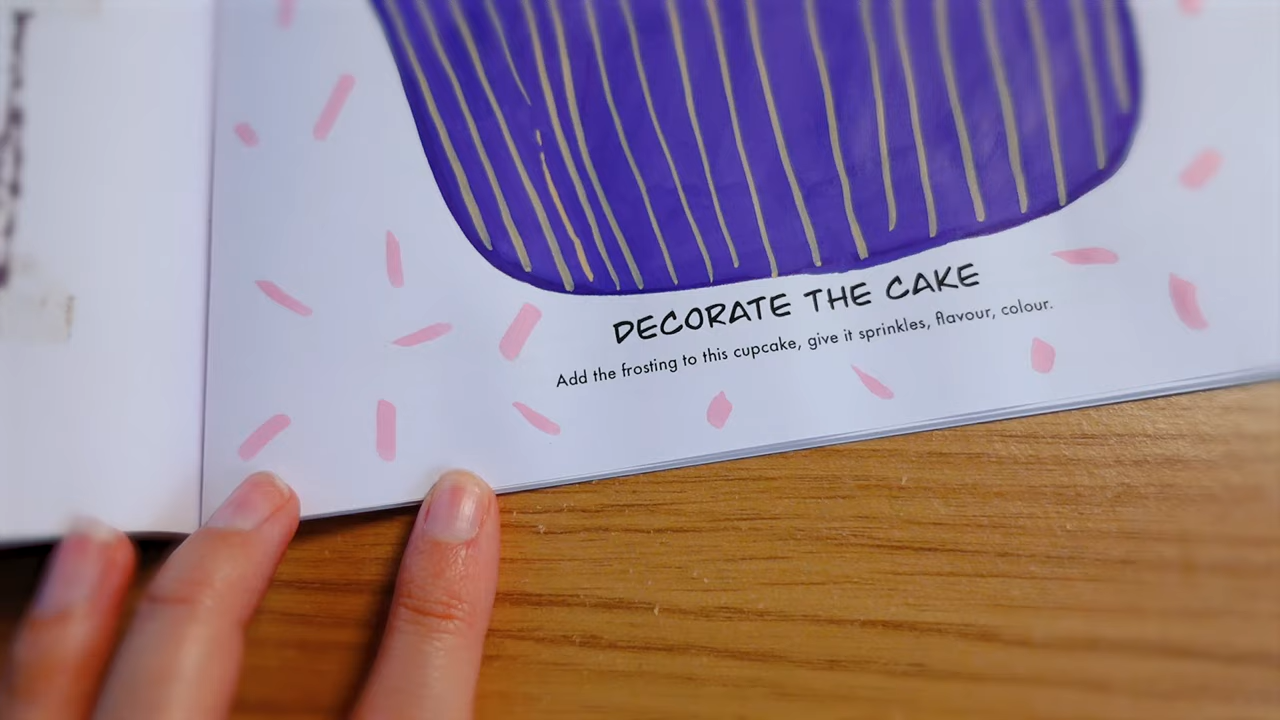 DECORATE THE CAKE
Add the frosting to this cupcake, give it sprinkles, flavour, colour.